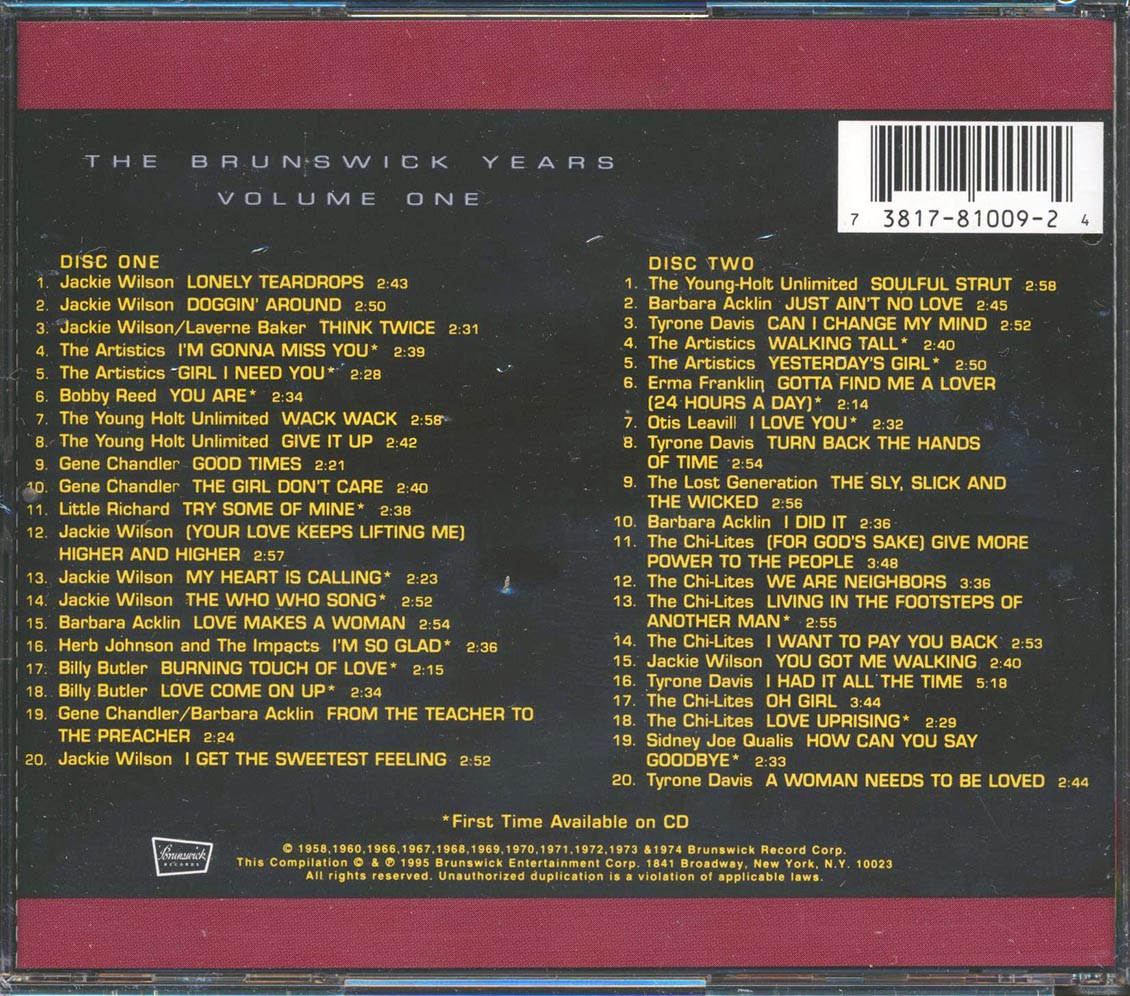 THE BRUNSWICK YEARS
VOLUME ONE
7 3817-81009-2 4
DISC ONE
1. Jackie Wilson LONELY TEARDROPS 2:43
2. Jackie Wilson DOGGIN' AROUND 2:50
3. Jackie Wilson/Laverne Baker THINK TWICE 2:31
4. The Artistics I'M GONNA MISS YOU* 2:39
5. The Artistics GIRL I NEED YOU* 2:28
6. Bobby Reed YOU ARE* 2:34
7. The Young Holt Unlimited WACK WACK 2:58
8. The Young Holt Unlimited GIVE IT UP 2:42
9. Gene Chandler GOOD TIMES 2:21
10. Gene Chandler THE GIRL DON'T CARE 2:40
11. Little Richard TRY SOME OF MINE* 2:38
12. Jackie Wilson (YOUR LOVE KEEPS LIFTING ME)
HIGHER AND HIGHER 2:57
13. Jackie Wilson MY HEART IS CALLING* 2:23
14. Jackie Wilson THE WHO WHO SONG* 2:52
15. Barbara Acklin LOVE MAKES A WOMAN 2:54
16. Herb Johnson and The Impacts I'M SO GLAD* 2:36
17. Billy Butler BURNING TOUCH OF LOVE* 2:15
18. Billy Butler LOVE COME ON UP* 2:34
19. Gene Chandler/Barbara Acklin FROM THE TEACHER TO
THE PREACHER 2:24
20. Jackie Wilson I GET THE SWEETEST FEELING 2:52
DISC TWO
1. The Young-Holt Unlimited SOULFUL STRUT 2:58
2. Barbara Acklin JUST AIN'T NO LOVE 2:45
3. Tyrone Davis CAN I CHANGE MY MIND 2:52
4. The Artistics WALKING TALL* 2:40
5. The Artistics YESTERDAY'S GIRL* 2:50
6. Erma Franklin GOTTA FIND ME A LOVER
(24 HOURS A DAY)* 2:14
7. Otis Leavill I LOVE YOU* 2:32
8. Tyrone Davis TURN BACK THE HANDS
OF TIME 2:54
9. The Lost Generation THE SLY, SLICK AND
THE WICKED 2:56
10. Barbara Acklin I DID IT 2:36
11. The Chi-Lites (FOR GOD'S SAKE) GIVE MORE
POWER TO THE PEOPLE 3:48
12. The Chi-Lites WE ARE NEIGHBORS 3:36
13. The Chi-Lites LIVING IN THE FOOTSTEPS OF
ANOTHER MAN* 2:55
14. The Chi-Lites I WANT TO PAY YOU BACK 2:53
15. Jackie Wilson YOU GOT ME WALKING 2:40
16. Tyrone Davis I HAD IT ALL THE TIME 5:18
17. The Chi-Lites OH GIRL 3:44
18. The Chi-Lites LOVE UPRISING* 2:29
19. Sidney Joe Qualis HOW CAN YOU SAY
GOODBYE* 2:33
20. Tyrone Davis A WOMAN NEEDS TO BE LOVED 2:44
*First Time Available on CD
Brunswick
RECORDS
© 1958,1960,1966,1967,1968,1969,1970,1971,1972,1973 &1974 Brunswick Record Corp.
This Compilation © & ℗ 1995 Brunswick Entertainment Corp. 1841 Broadway, New York, N.Y. 10023
All rights reserved. Unauthorized duplication is a violation of applicable laws.